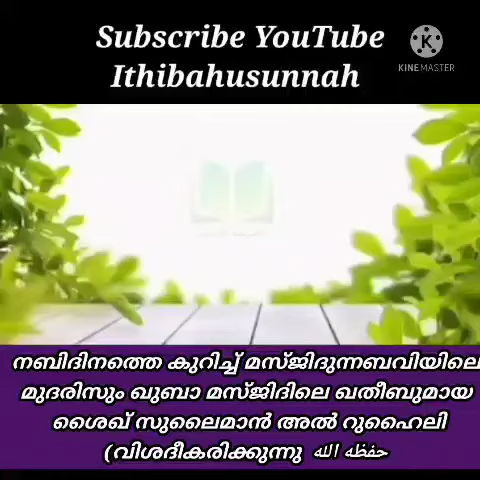 Subscribe YouTube
Ithibahusunnah
KINEMASTER
നബിദിനത്തെ കുറിച്ച് മസ്ജിദുന്നബവിയിലെ
മുദരിസും ഖുബാ മസ്ജിദിലെ ഖതീബുമായ
ശൈഖ് സുലൈമാൻ അൽ റുഹൈലി
(വിശദീകരിക്കുന്നു حفظه الله